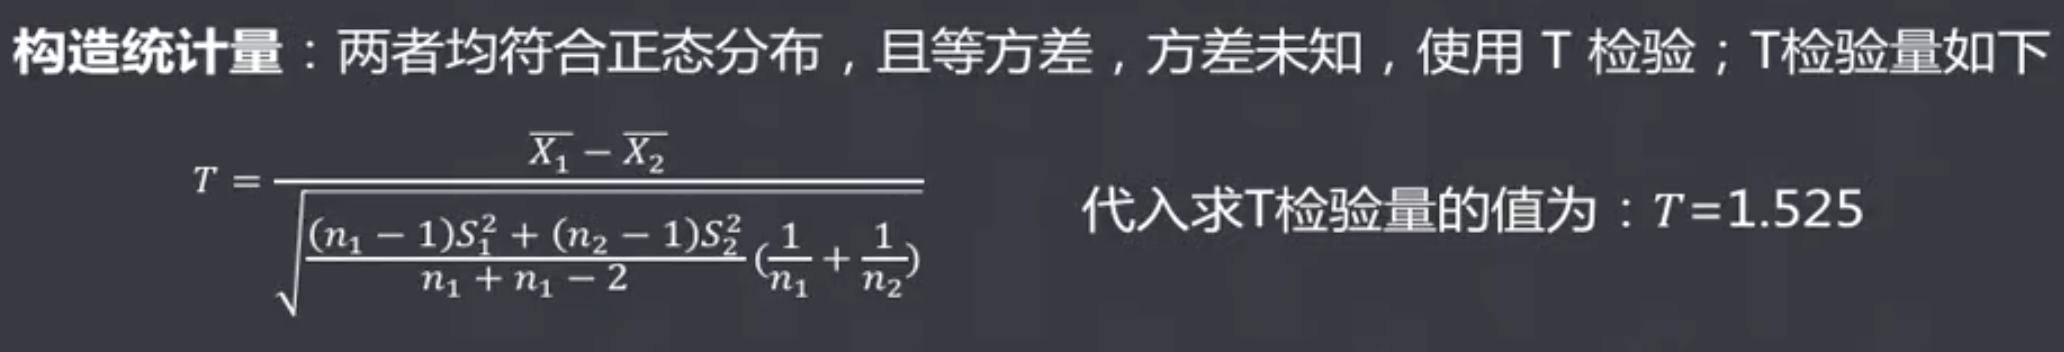 构造统计量：两者均符合正态分布，且等方差，方差未知，使用 T 检验；T检验量如下
$T = \frac{\overline{X_1} - \overline{X_2}}{\sqrt{\frac{(n_1 - 1)S_1^2 + (n_2 - 1)S_2^2}{n_1 + n_1 - 2}(\frac{1}{n_1} + \frac{1}{n_2})}}$
代入求T检验量的值为：T=1.525